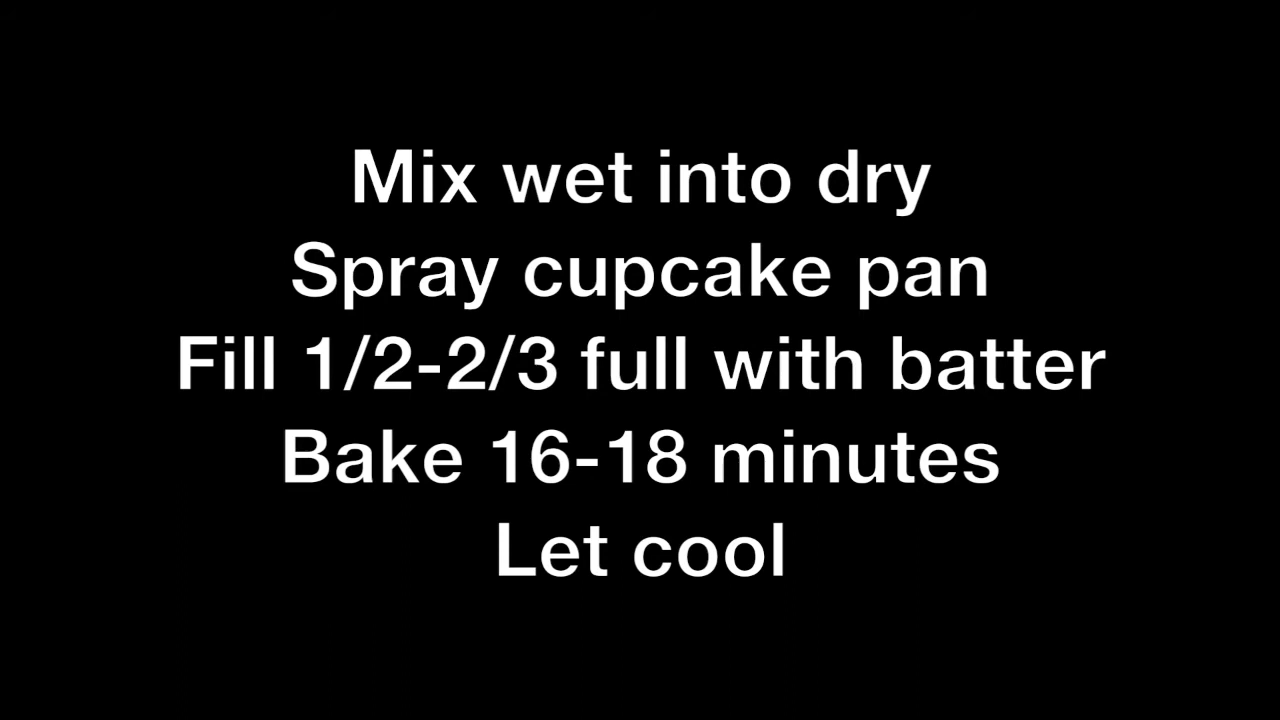 Mix wet into dry
Spray cupcake pan
Fill 1/2-2/3 full with batter
Bake 16-18 minutes
Let cool